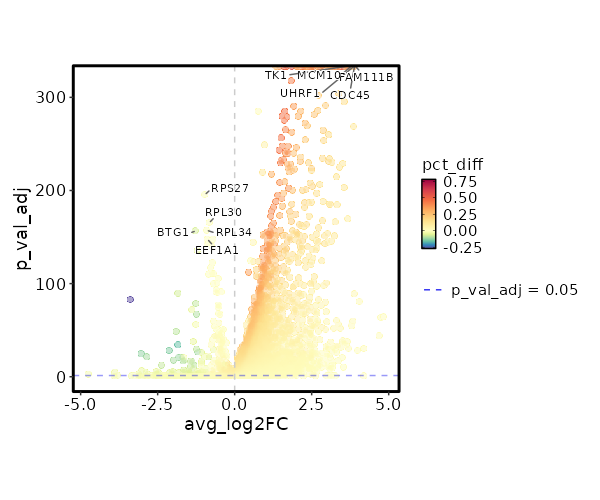 TK1
MCM10
FAM111B
UHRF1
CDC45
RPS27
RPL30
BTG1
RPL34
EEF1A1
p_val_adj
300
200
100
0
-5.0
-2.5
0.0
2.5
5.0
avg_log2FC
pct_diff
0.75
0.50
0.25
0.00
-0.25
p_val_adj = 0.05